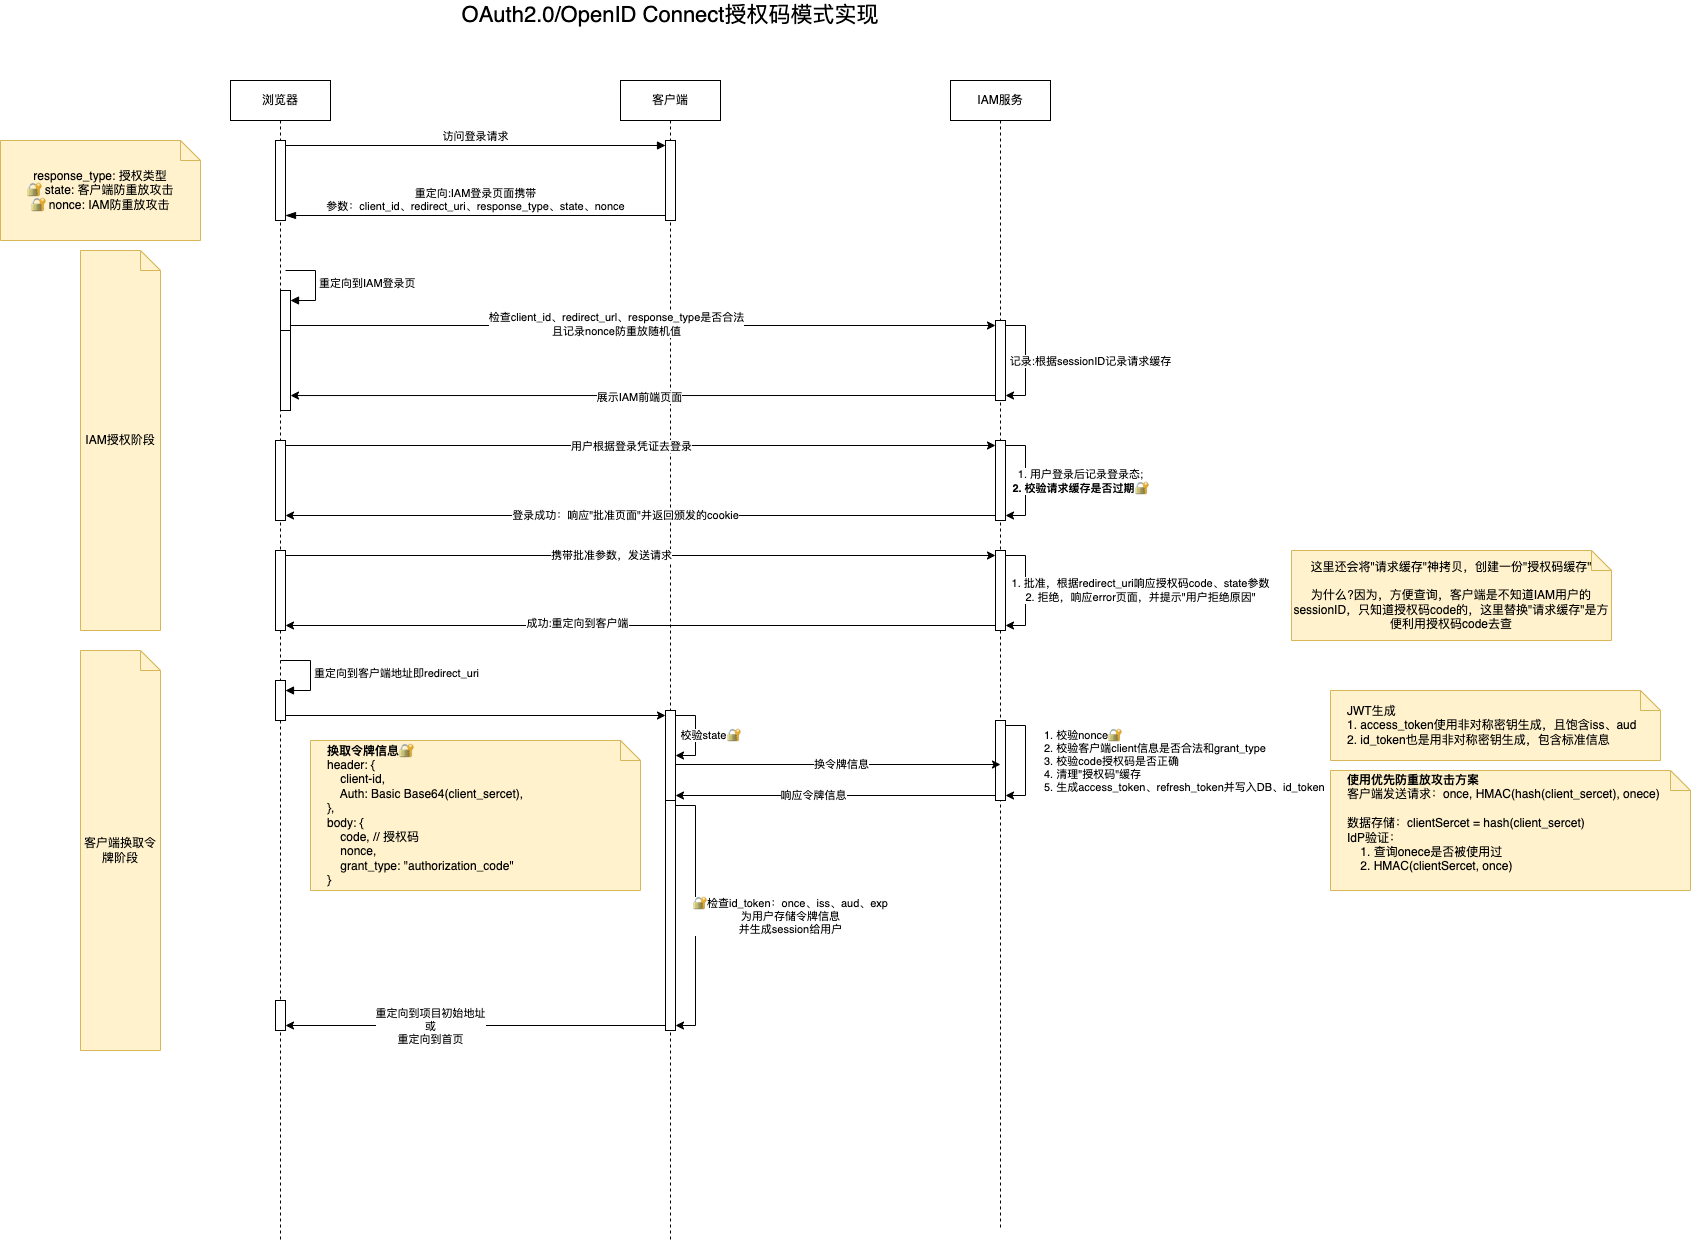 OAuth2.0/OpenID Connect授权码模式实现
浏览器
客户端
IAM服务
访问登录请求
response_type: 授权类型
🔐 state: 客户端防重放攻击
🔐 nonce: IAM防重放攻击
重定向:IAM登录页面携带
参数：client_id、redirect_uri、response_type、state、nonce
IAM授权阶段
重定向到IAM登录页
检查client_id、redirect_url、response_type是否合法
且记录nonce防重放随机值
记录:根据sessionID记录请求缓存
展示IAM前端页面
用户根据登录凭证去登录
1. 用户登录后记录登录态;
2. 校验请求缓存是否过期🔐
登录成功：响应"批准页面"并返回颁发的cookie
携带批准参数，发送请求
1. 批准，根据redirect_uri响应授权码code、state参数
2. 拒绝，响应error页面，并提示"用户拒绝原因"
成功:重定向到客户端
这里还会将"请求缓存"神拷贝，创建一份"授权码缓存"
为什么?因为，方便查询，客户端是不知道IAM用户的
sessionID，只知道授权码code的，这里替换"请求缓存"是方
便利用授权码code去查
客户端换取令
牌阶段
重定向到客户端地址即redirect_uri
校验state🔐
换取令牌信息🔐
header: {
client-id,
Auth: Basic Base64(client_sercet),
},
body: {
code, // 授权码
nonce,
grant_type: "authorization_code"
}
换令牌信息
响应令牌信息
1. 校验nonce🔐
2. 校验客户端client信息是否合法和grant_type
3. 校验code授权码是否正确
4. 清理"授权码"缓存
5. 生成access_token、refresh_token并写入DB、id_token
JWT生成
1. access_token使用非对称密钥生成，且饱含iss、aud
2. id_token也是用非对称密钥生成，包含标准信息
使用优先防重放攻击方案
客户端发送请求：once, HMAC(hash(client_sercet), onece)
数据存储：clientSercet = hash(client_sercet)
IdP验证：
1. 查询onece是否被使用过
2. HMAC(clientSercet, once)
🔐检查id_token：once、iss、aud、exp
为用户存储令牌信息
并生成session给用户
重定向到项目初始地址
或
重定向到首页